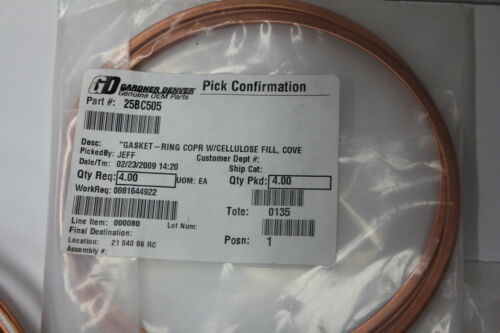 GD GARDNER DENVER Pick Confirmation
Genuine OEM Parts
Part #: 25BC505
Desc: "GASKET-RING COPR W/CELLULOSE FILL, COVE
PickedBy: JEFF Customer Dept #:
Date/Tm: 02/23/2009 14:20 Ship Cat:
Qty Req: 4.00 UOM: EA Qty Pkd: 4.00
WorkReq: 0081644922
Tote: 0135
Line Item: 000080 Lot Num:
Final Destination:
Location: 21 040 06 RC Posn: 1
Assembly #: